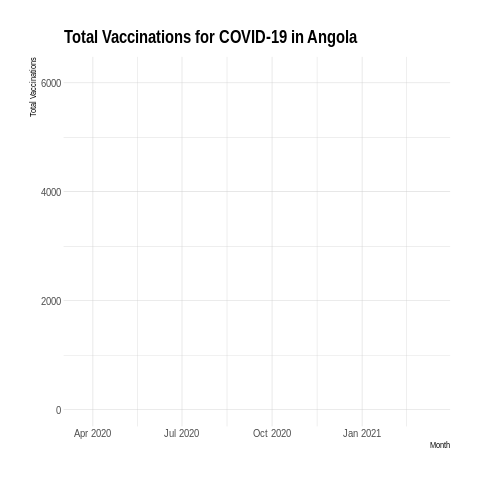 Total Vaccinations for COVID-19 in Angola
Total Vaccinations
6000
4000
2000
0
Apr 2020 Jul 2020 Oct 2020 Jan 2021
Month